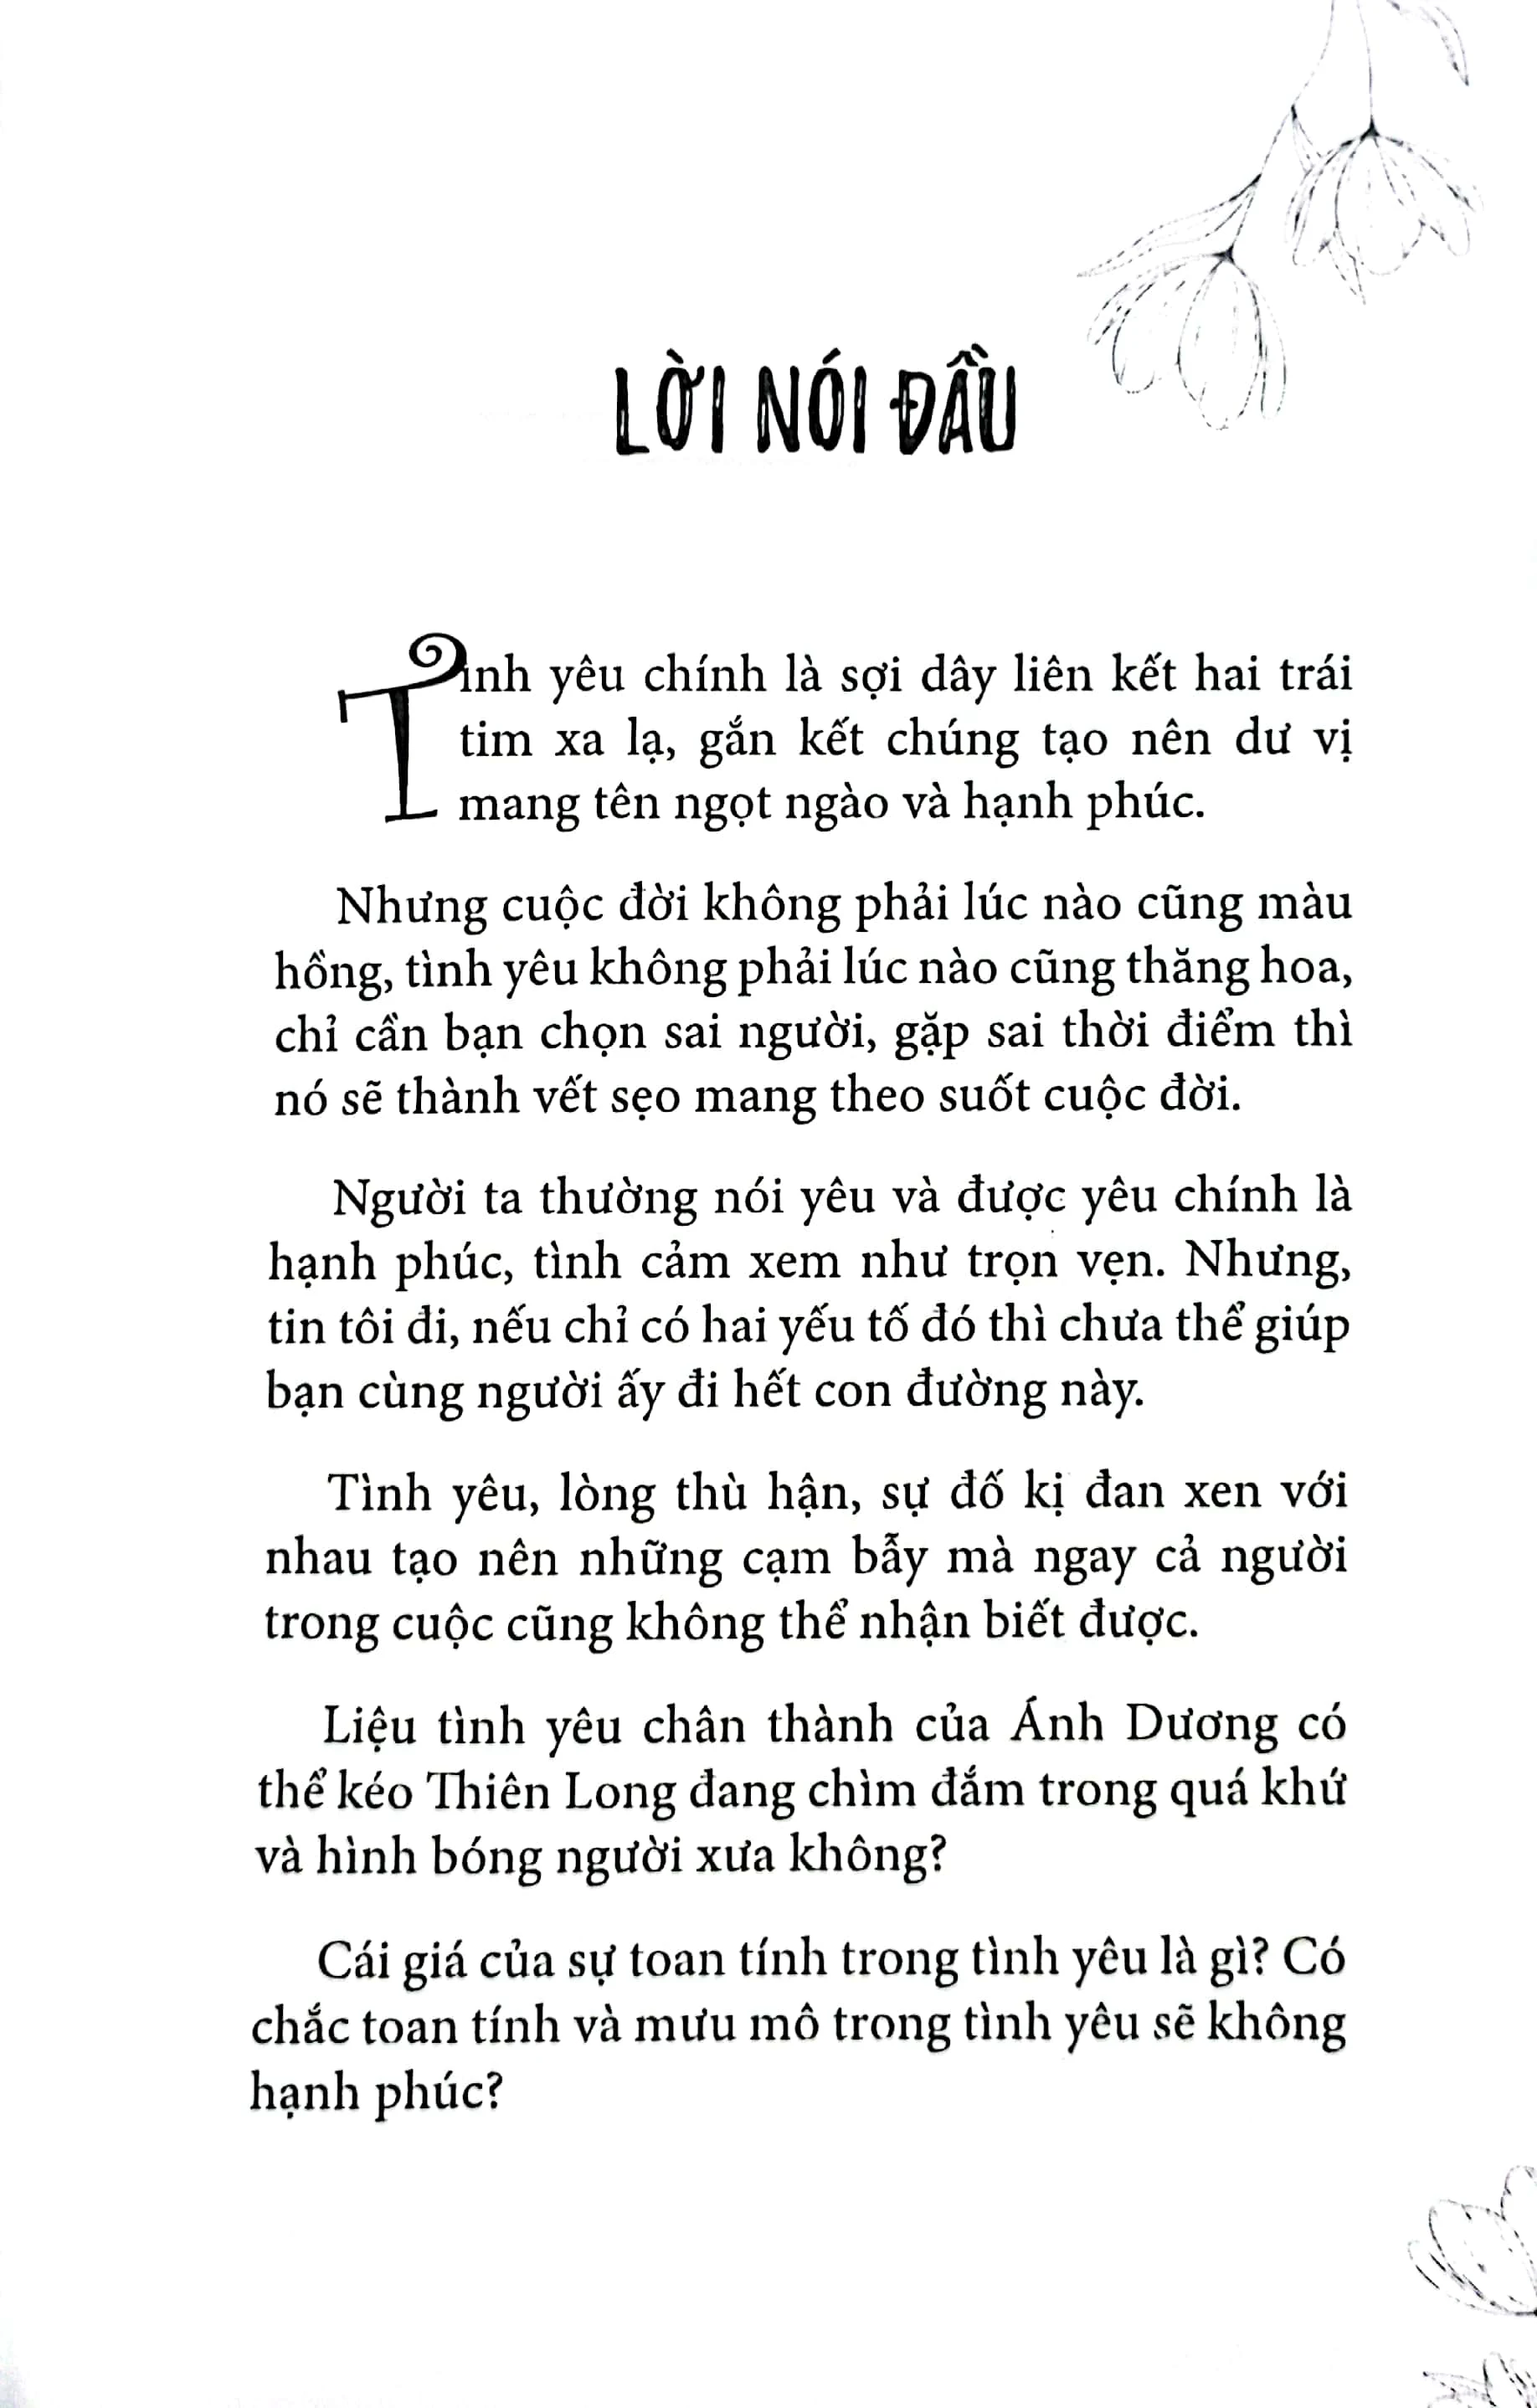 LỜI NÓI ĐẦU
Tình yêu chính là sợi dây liên kết hai trái
tim xa lạ, gắn kết chúng tạo nên dư vị
mang tên ngọt ngào và hạnh phúc.
Nhưng cuộc đời không phải lúc nào cũng màu
hồng, tình yêu không phải lúc nào cũng thăng hoa,
chỉ cần bạn chọn sai người, gặp sai thời điểm thì
nó sẽ thành vết sẹo mang theo suốt cuộc đời.
Người ta thường nói yêu và được yêu chính là
hạnh phúc, tình cảm xem như trọn vẹn. Nhưng,
tin tôi đi, nếu chỉ có hai yếu tố đó thì chưa thể giúp
bạn cùng người ấy đi hết con đường này.
Tình yêu, lòng thù hận, sự đố kị đan xen với
nhau tạo nên những cạm bẫy mà ngay cả người
trong cuộc cũng không thể nhận biết được.
Liệu tình yêu chân thành của Ánh Dương có
thể kéo Thiên Long đang chìm đắm trong quá khứ
và hình bóng người xưa không?
Cái giá của sự toan tính trong tình yêu là gì? Có
chắc toan tính và mưu mô trong tình yêu sẽ không
hạnh phúc?